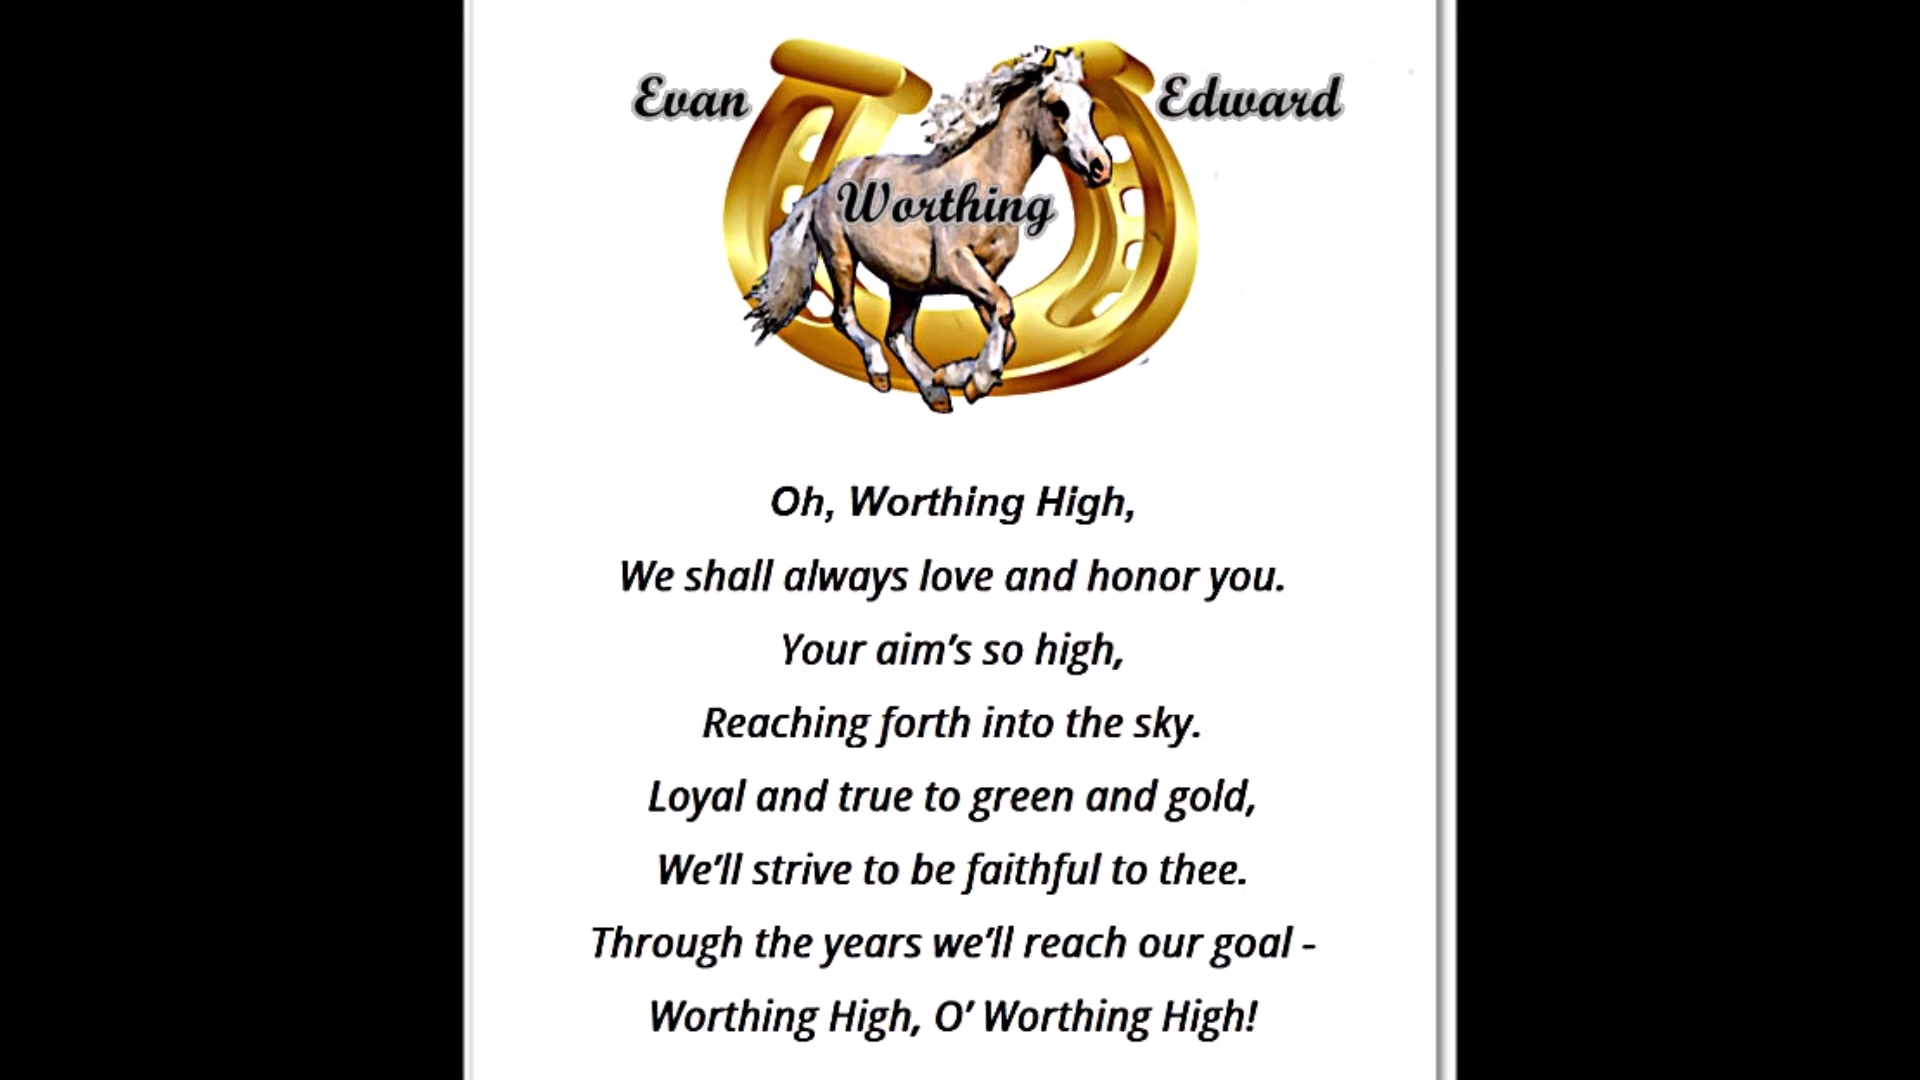 Evan Edward
Worthing
Oh, Worthing High,
We shall always love and honor you.
Your aim’s so high,
Reaching forth into the sky.
Loyal and true to green and gold,
We’ll strive to be faithful to thee.
Through the years we’ll reach our goal -
Worthing High, O’ Worthing High!